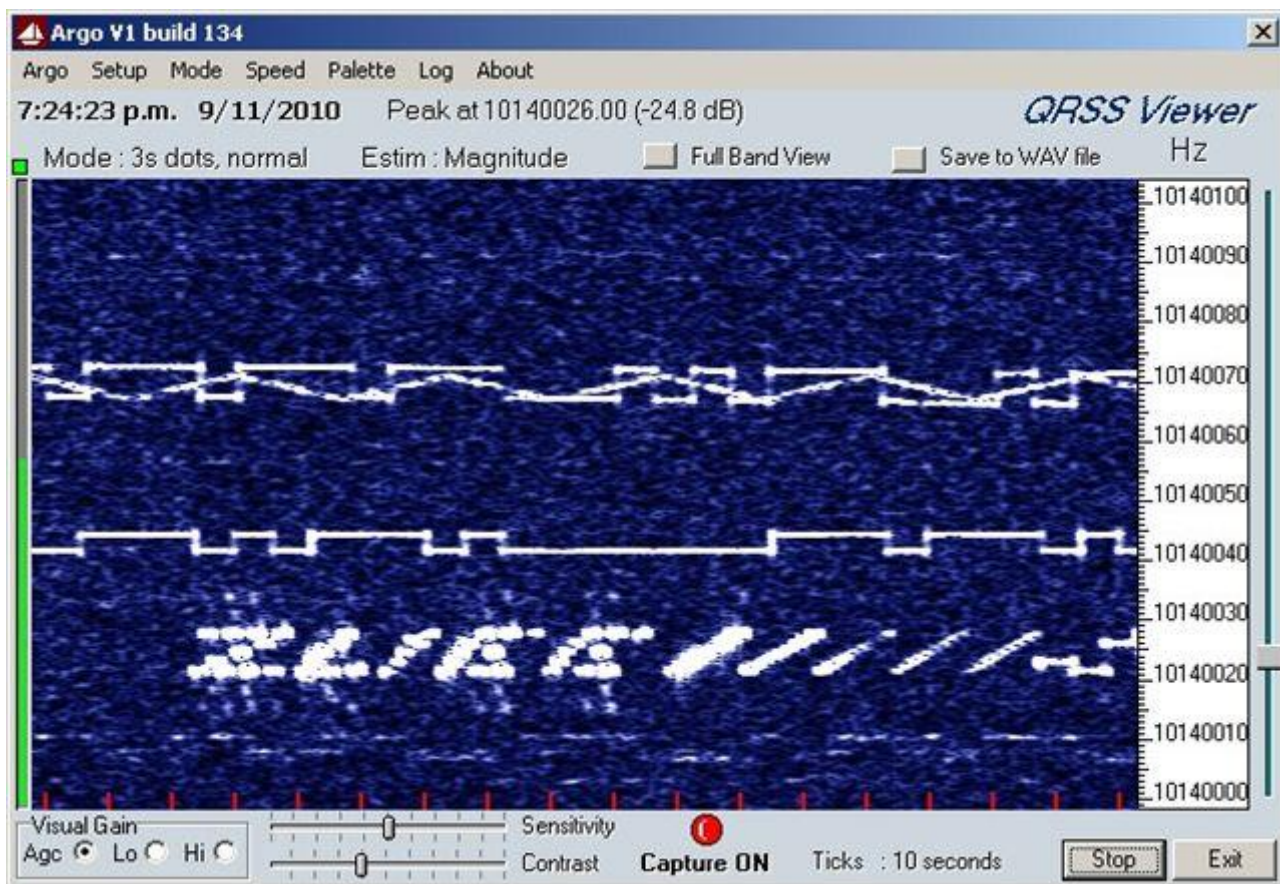 Argo V1 build 134
Argo Setup Mode Speed Palette Log About
7:24:23 p.m. 9/11/2010 Peak at 10140026.00 (-24.8 dB) QRSS Viewer
Mode : 3s dots, normal Estim : Magnitude Full Band View Save to WAV file Hz
10140100
10140090
10140080
10140070
10140060
10140050
10140040
10140030
10140020
10140010
10140000
Visual Gain Sensitivity
Agc Lo Hi Contrast Capture ON Ticks : 10 seconds Stop Exit